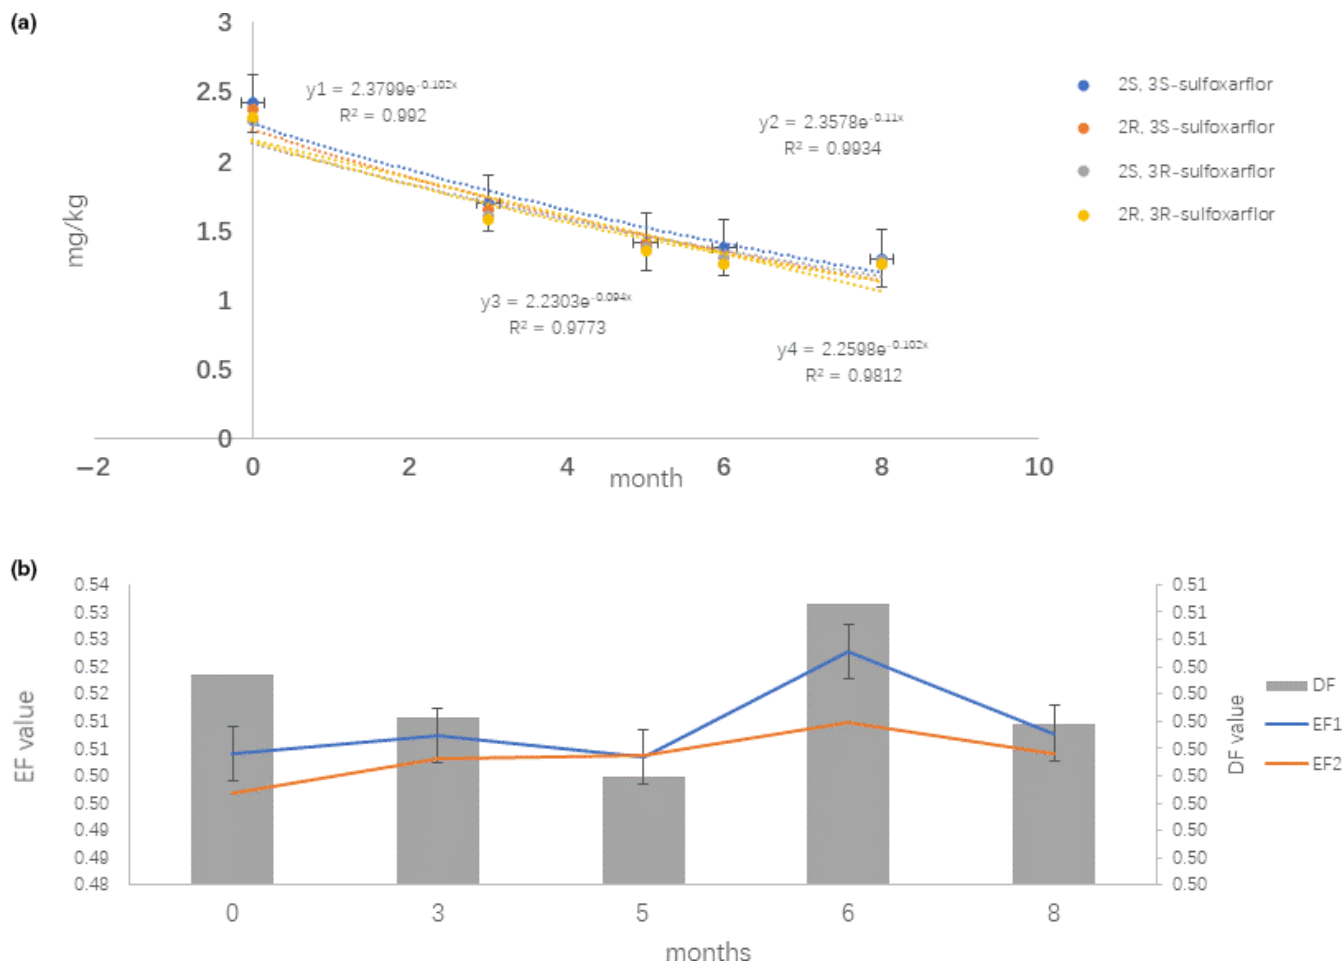 (a)
3
2.5
2
1.5
1
0.5
0
mg/kg
y1 = 2.3799e^-0.102x
R² = 0.992
y2 = 2.3578e^-0.11x
R² = 0.9934
y3 = 2.2303e^-0.094x
R² = 0.9773
y4 = 2.2598e^-0.102x
R² = 0.9812
2S, 3S-sulfoxarflor
2R, 3S-sulfoxarflor
2S, 3R-sulfoxarflor
2R, 3R-sulfoxarflor
−2 0 2 4 6 8 10
month
(b)
0.54
0.53
0.53
0.52
0.52
0.51
0.51
0.50
0.50
0.49
0.49
0.48
EF value
0.51
0.51
0.51
0.50
0.50
0.50
0.50
0.50
0.50
0.50
0.50
0.50
DF value
DF
EF1
EF2
0 3 5 6 8
months